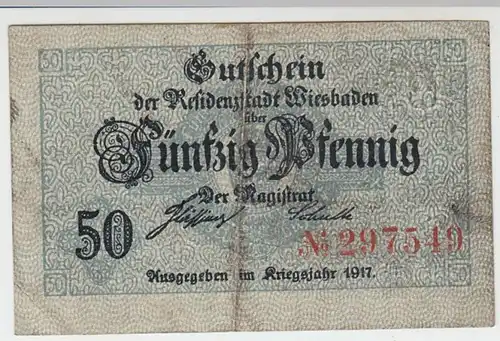 Gutschein
der Residenzstadt Wiesbaden
über
Fünfzig Pfennig
Der Magistrat
50
№ 297549
Ausgegeben im Kriegsjahr 1917.